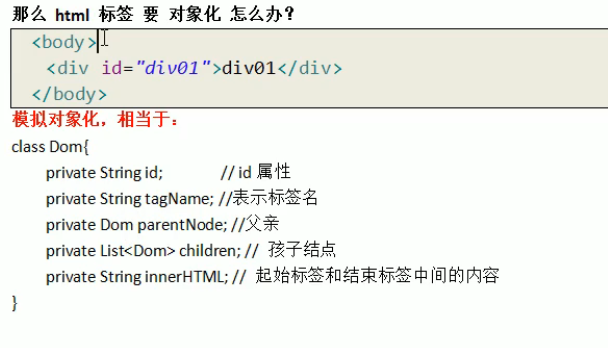 那么 html 标签 要 对象化 怎么办？
<body>
<div id="div01">div01</div>
</body>
模拟对象化，相当于：
class Dom{
private String id; // id 属性
private String tagName; //表示标签名
private Dom parentNode; //父亲
private List<Dom> children; // 孩子结点
private String innerHTML; // 起始标签和结束标签中间的内容
}